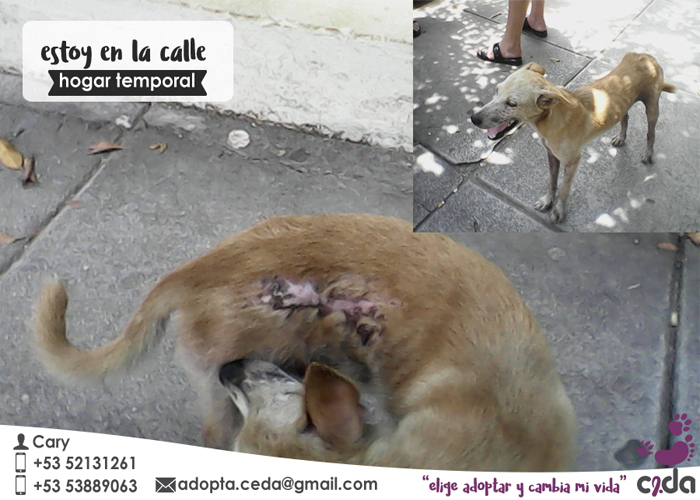 estoy en la calle
hogar temporal
Cary
+53 52131261
+53 53889063
adopta.ceda@gmail.com
"elige adoptar y cambia mi vida"
ceda